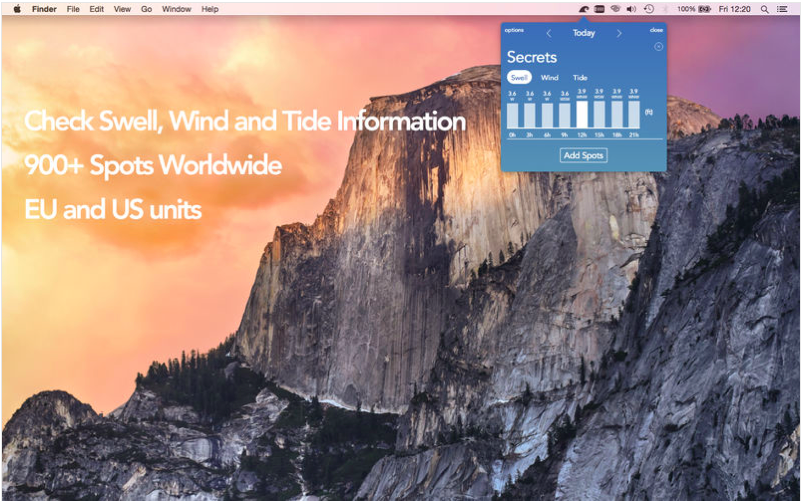 Finder File Edit View Go Window Help
100% Fri 12:20
options Today close
Secrets
Swell Wind Tide
3.6 3.6 3.6 3.6 3.9 3.9 3.9 3.9
(ft)
0h 3h 6h 9h 12h 15h 18h 21h
Add Spots
Check Swell, Wind and Tide Information
900+ Spots Worldwide
EU and US units